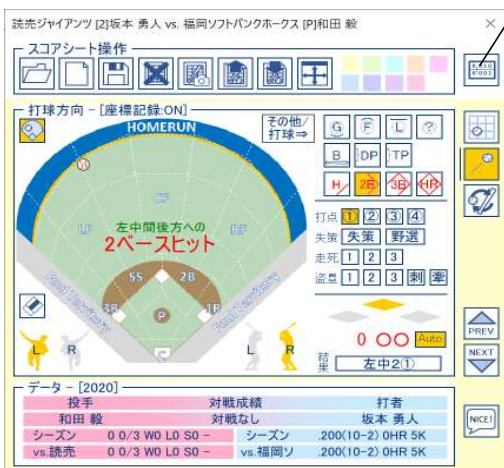 読売ジャイアンツ [2]坂本 勇人 vs. 福岡ソフトバンクホークス [P]和田 毅
スコアシート操作
打球方向 - [座標記録:ON]
HOMERUN
その他/
打球⇒
G F L ?
B DP TP
H 2B 3B HR
CF
LF RF
左中間後方への
2ベースヒット
打点 1 2 3 4
失策 失策 野選
走死 1 2 3
盗塁 1 2 3 刺 牽
SS 2B
3B 1B
P
C
Foul Territory
Foul Territory
L R
L R
0 〇〇 Auto
結果 左中2①
PREV
NEXT
データ - [2020]
投手 対戦成績 打者
和田 毅 対戦なし 坂本 勇人
シーズン 0 0/3 W0 L0 S0 - シーズン .200(10-2) 0HR 5K
vs.読売 0 0/3 W0 L0 S0 - vs.福岡ソ .200(10-2) 0HR 5K
NICE!